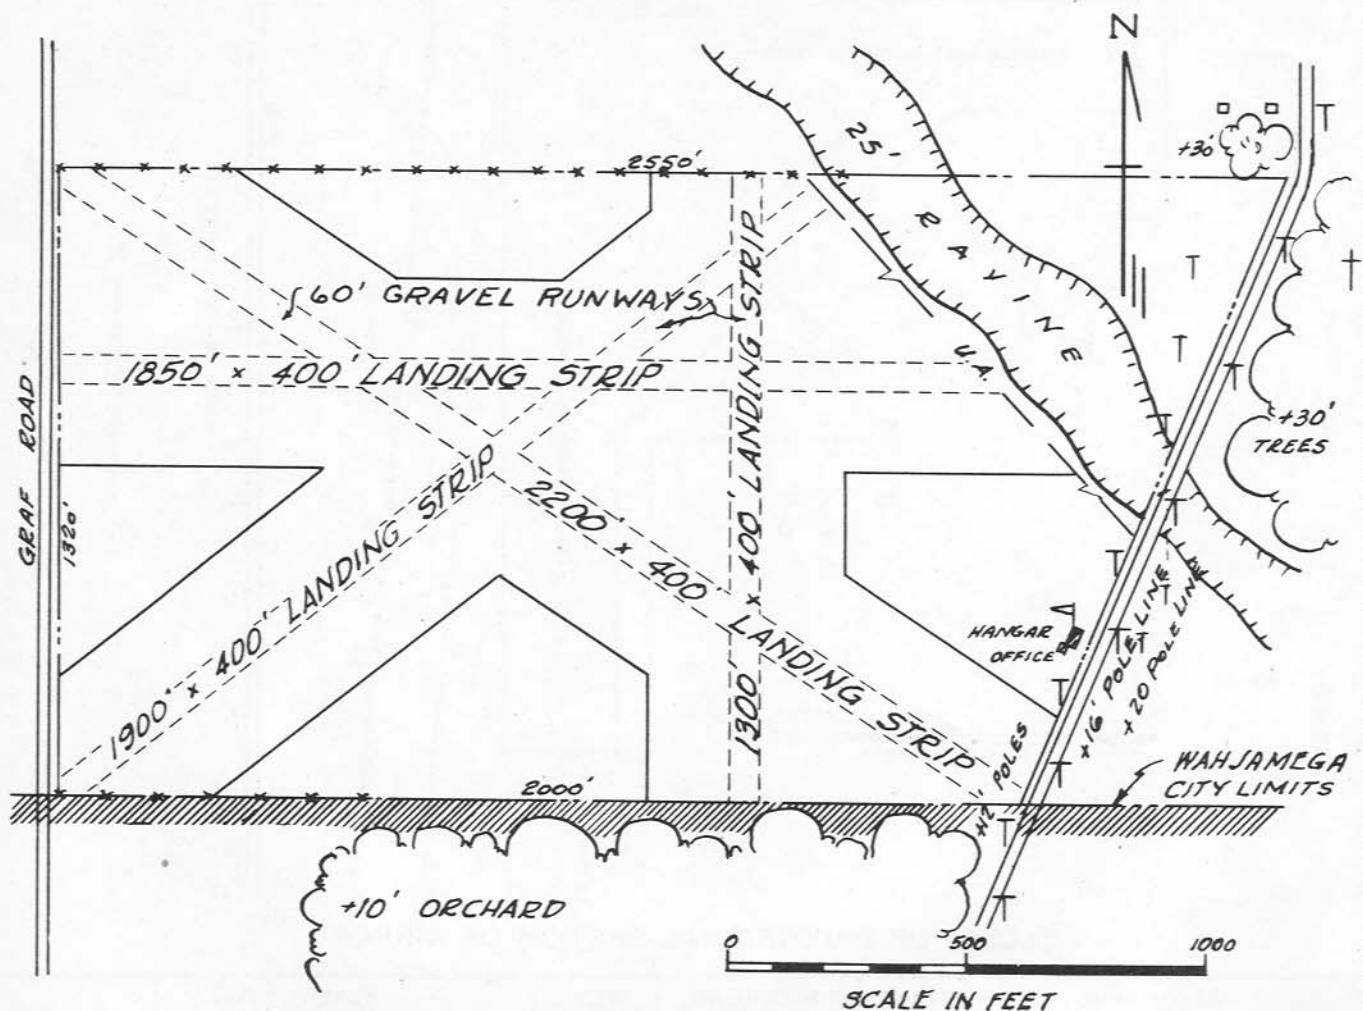 N
+30'
2550'
25' RAVINE
60' GRAVEL RUNWAYS
1850' x 400' LANDING STRIP
U.A.
1300 x 400' LANDING STRIP
2200' x 400 LANDING STRIP
1900' x 400' LANDING STRIP
GRAF ROAD
1320'
+30'
TREES
HANGAR
OFFICE
+16' POLE LINE
+20 POLE LINE
+12 POLES
WAHJAMEGA
CITY LIMITS
2000'
+10' ORCHARD
0 500 1000
SCALE IN FEET